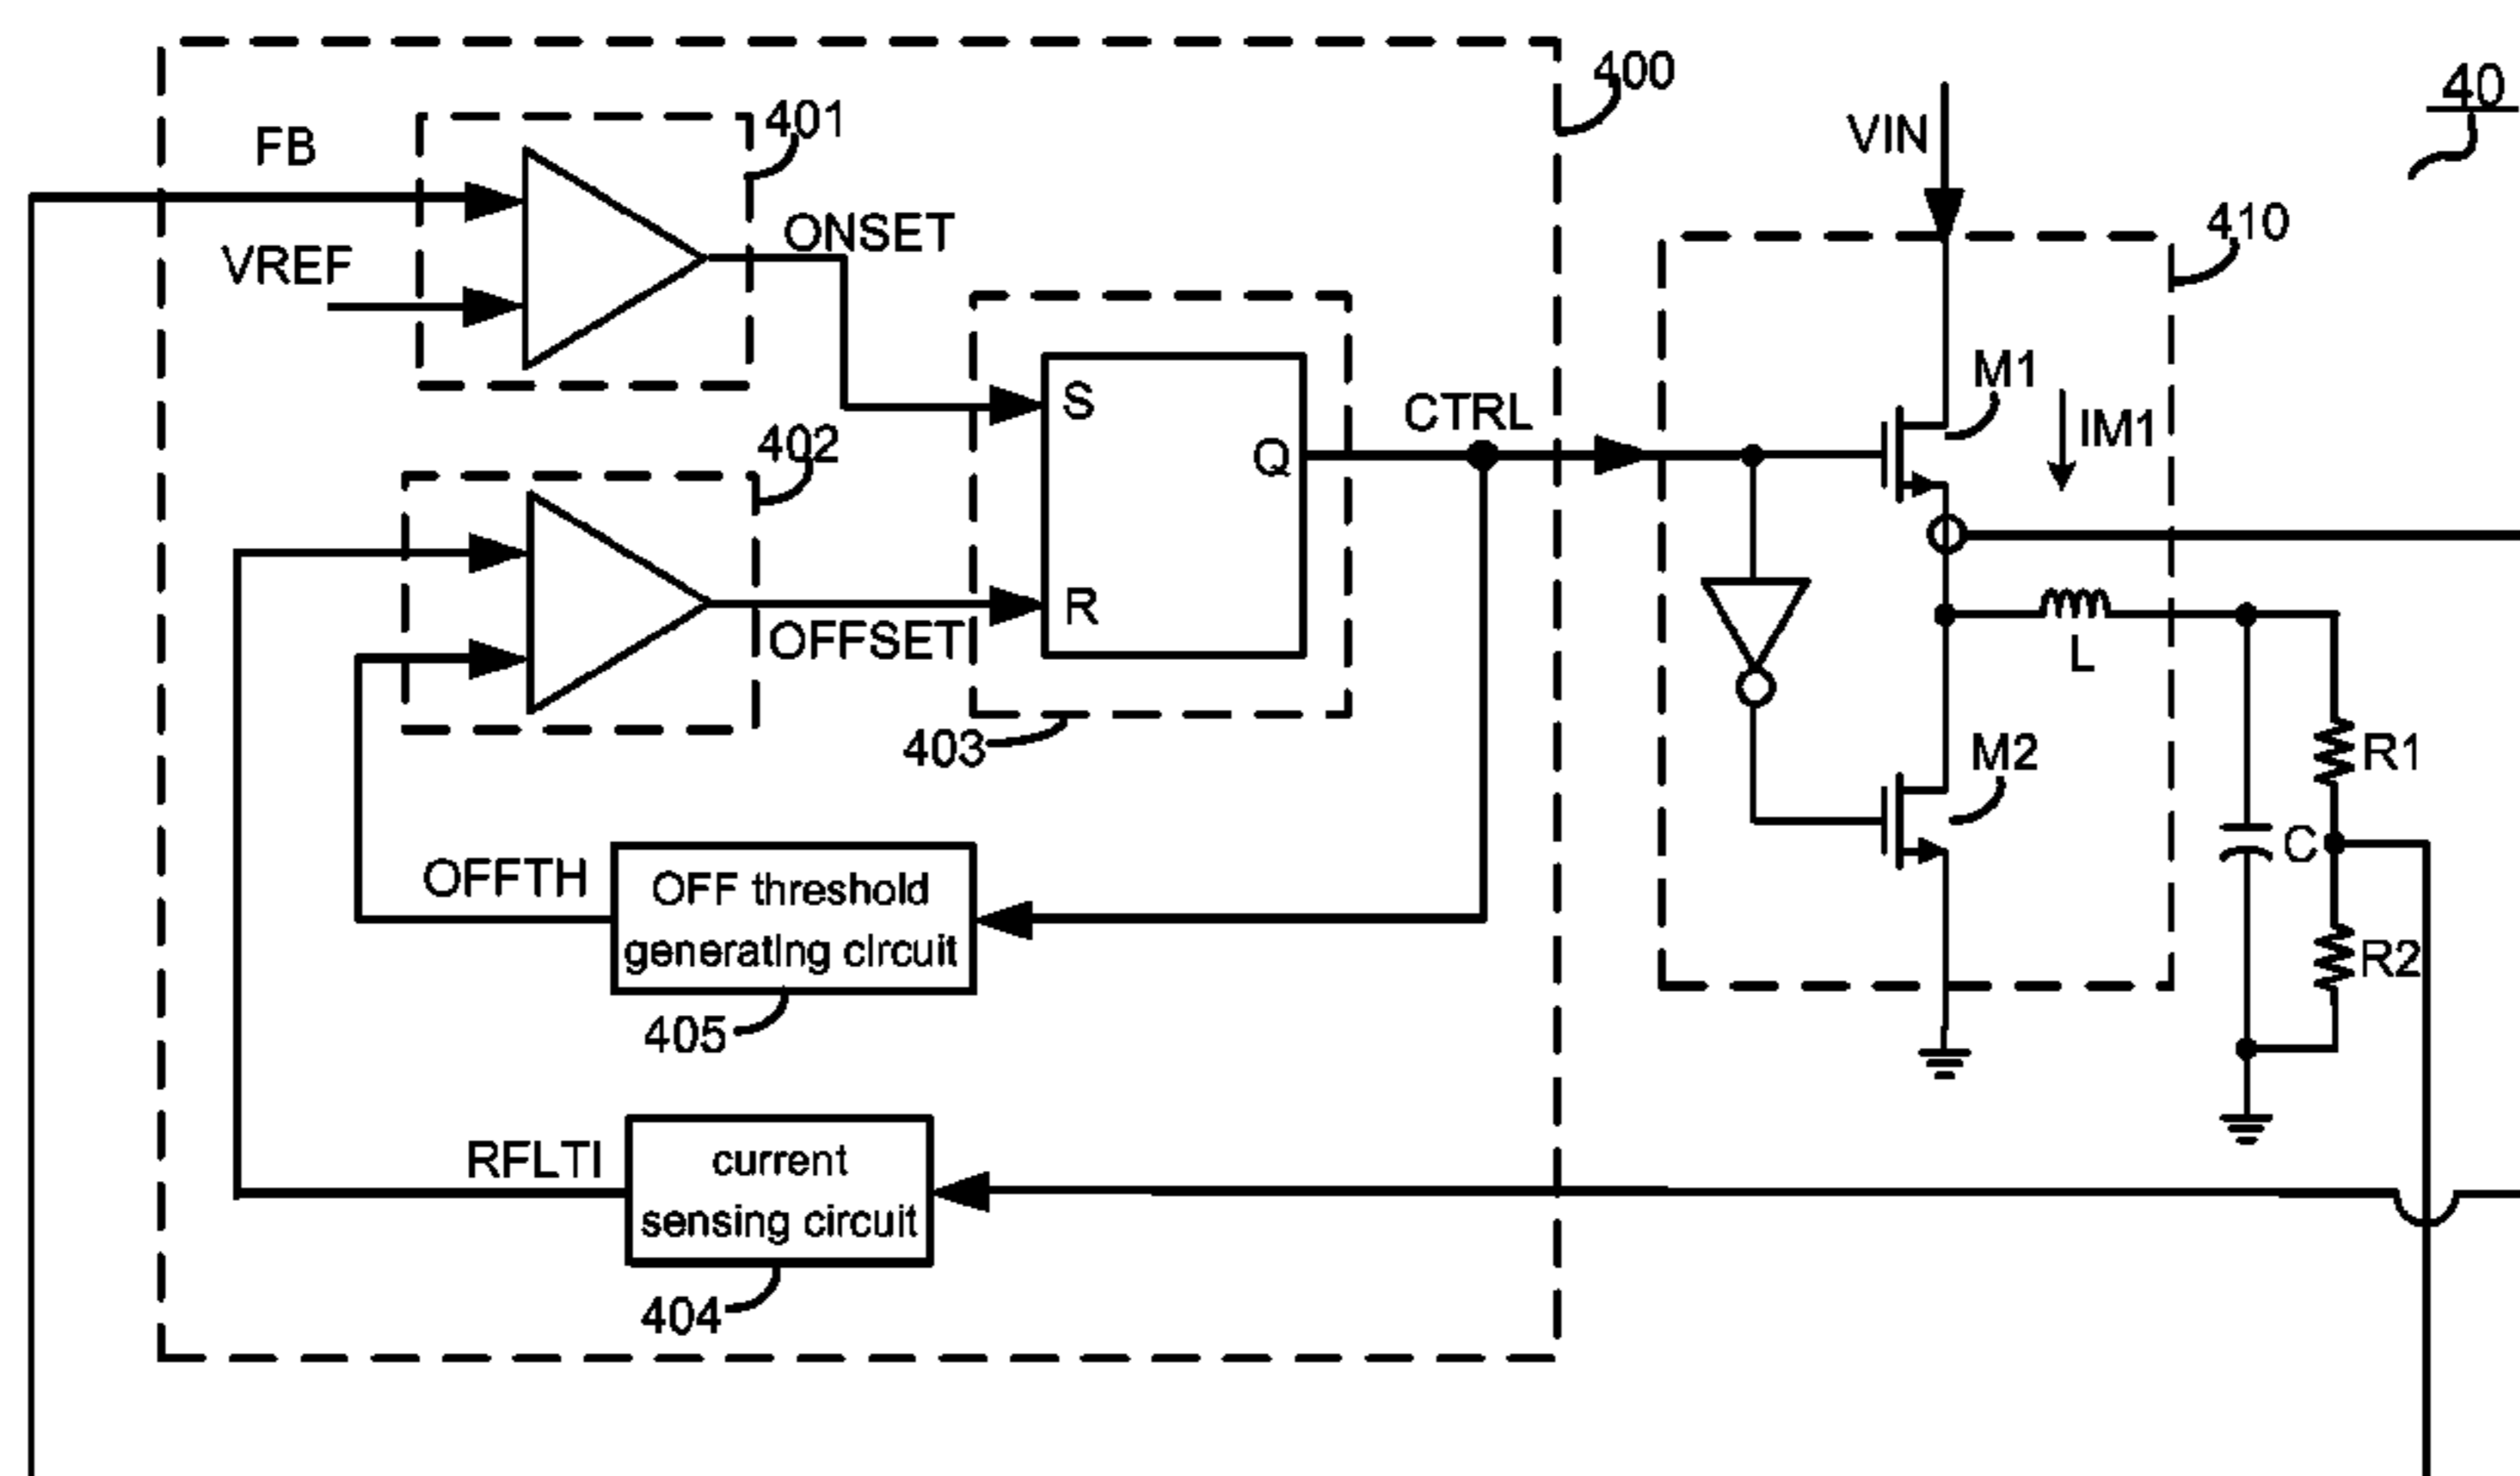 400
40
401
FB
VIN
VREF
ONSET
410
M1
S
CTRL
IM1
402
Q
R
OFFSET
L
403
M2
R1
C
OFFTH
OFF threshold
generating circuit
R2
405
RFLTI
current
sensing circuit
404